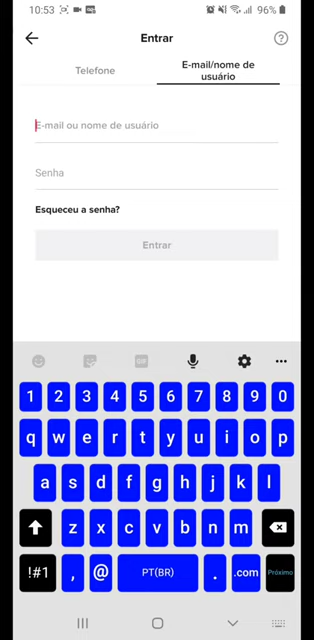 10:53
96%
Entrar
?
Telefone
E-mail/nome de
usuário
E-mail ou nome de usuário
Senha
Esqueceu a senha?
Entrar
GIF
1 2 3 4 5 6 7 8 9 0
q w e r t y u i o p
a s d f g h j k l
z x c v b n m
!#1 , @ PT(BR) . .com Próximo